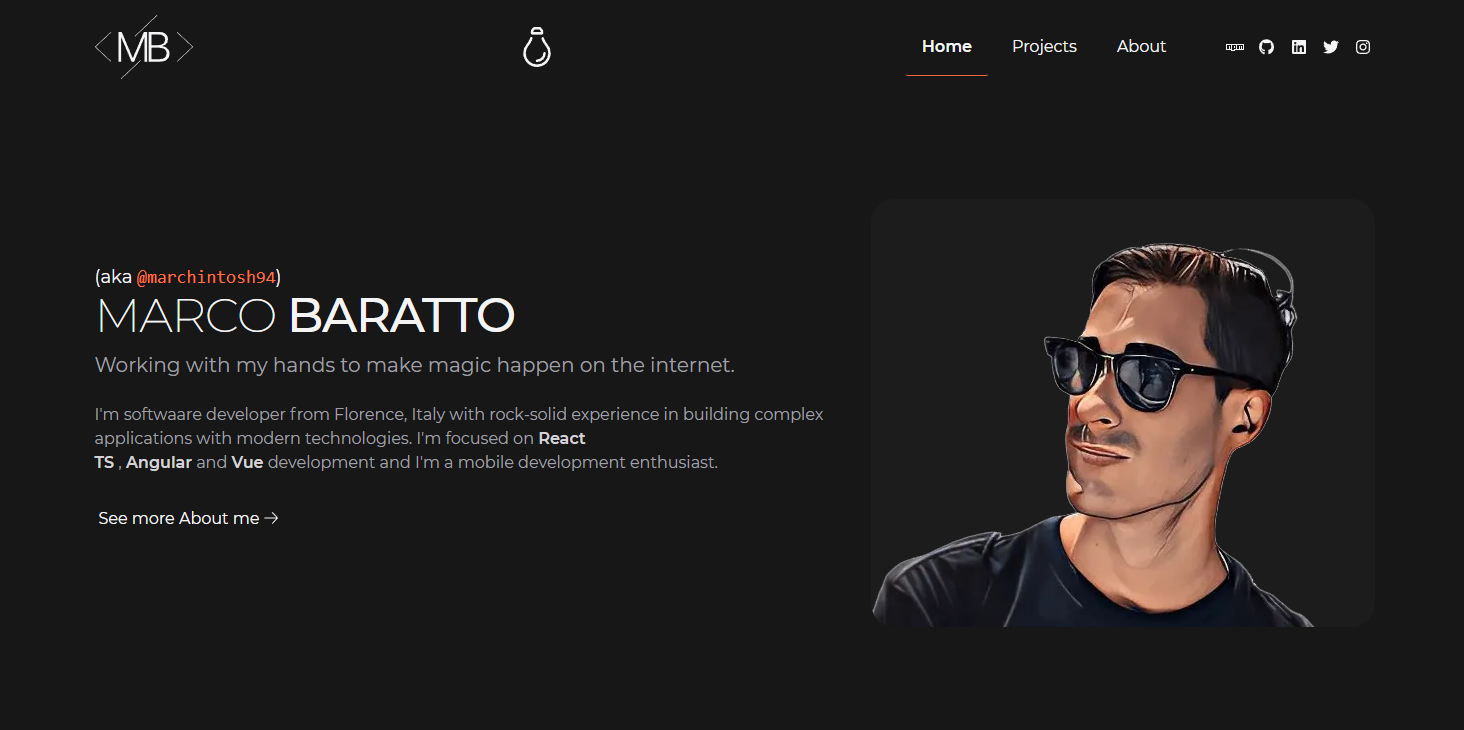 MB
Home Projects About npm
(aka @marchintosh94)
MARCO BARATTO
Working with my hands to make magic happen on the internet.
I'm softwaare developer from Florence, Italy with rock-solid experience in building complex
applications with modern technologies. I'm focused on React
TS , Angular and Vue development and I'm a mobile development enthusiast.
See more About me →